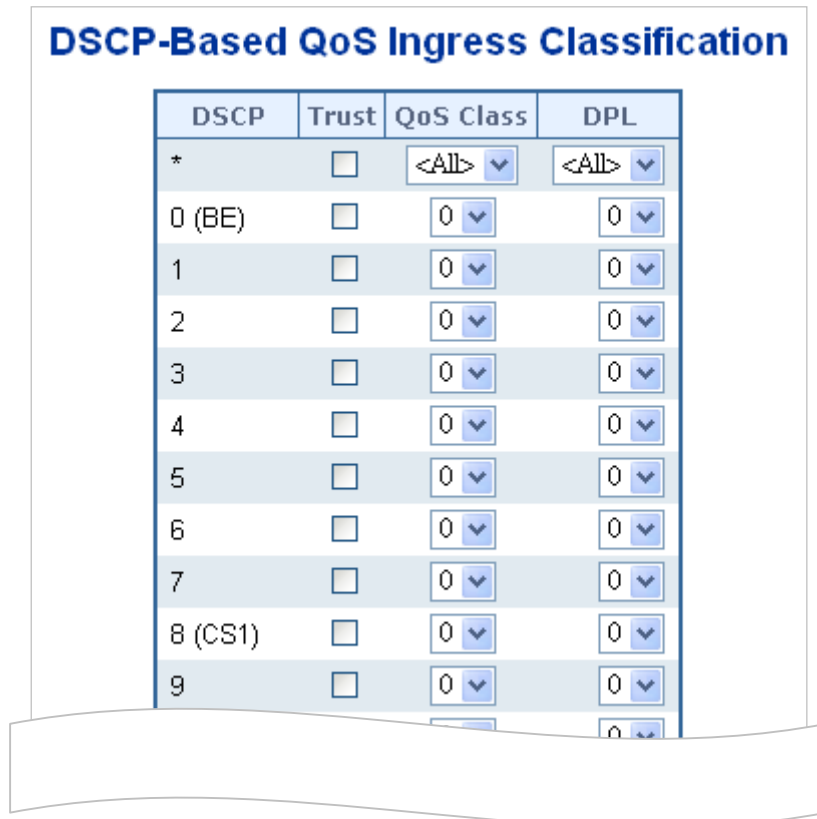 DSCP-Based QoS Ingress Classification
DSCP Trust QoS Class DPL
* <All> <All>
0 (BE) 0 0
1 0 0
2 0 0
3 0 0
4 0 0
5 0 0
6 0 0
7 0 0
8 (CS1) 0 0
9 0 0